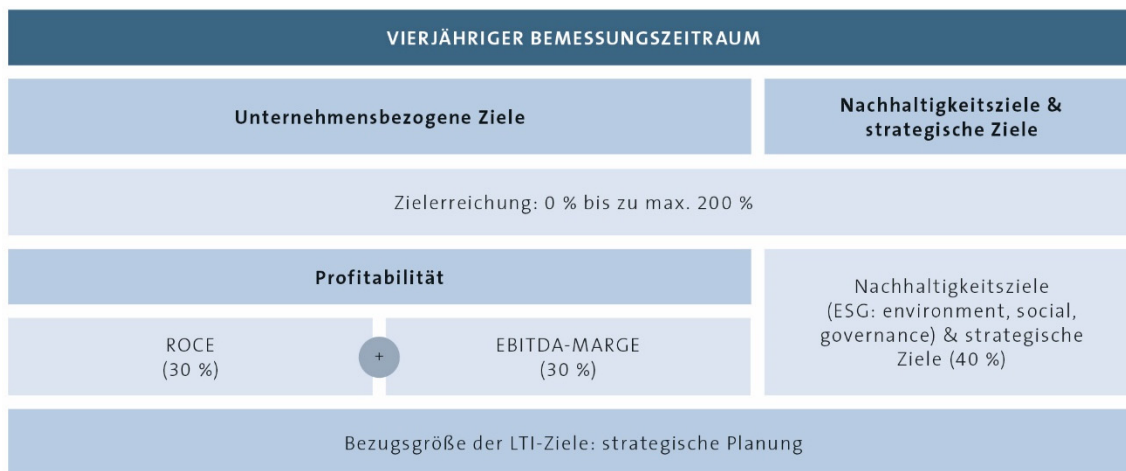 VIERJÄHRIGER BEMESSUNGSZEITRAUM
Unternehmensbezogene Ziele
Nachhaltigkeitsziele &
strategische Ziele
Zielerreichung: 0 % bis zu max. 200 %
Profitabilität
ROCE
(30 %)
+
EBITDA-MARGE
(30 %)
Nachhaltigkeitsziele
(ESG: environment, social,
governance) & strategische
Ziele (40 %)
Bezugsgröße der LTI-Ziele: strategische Planung